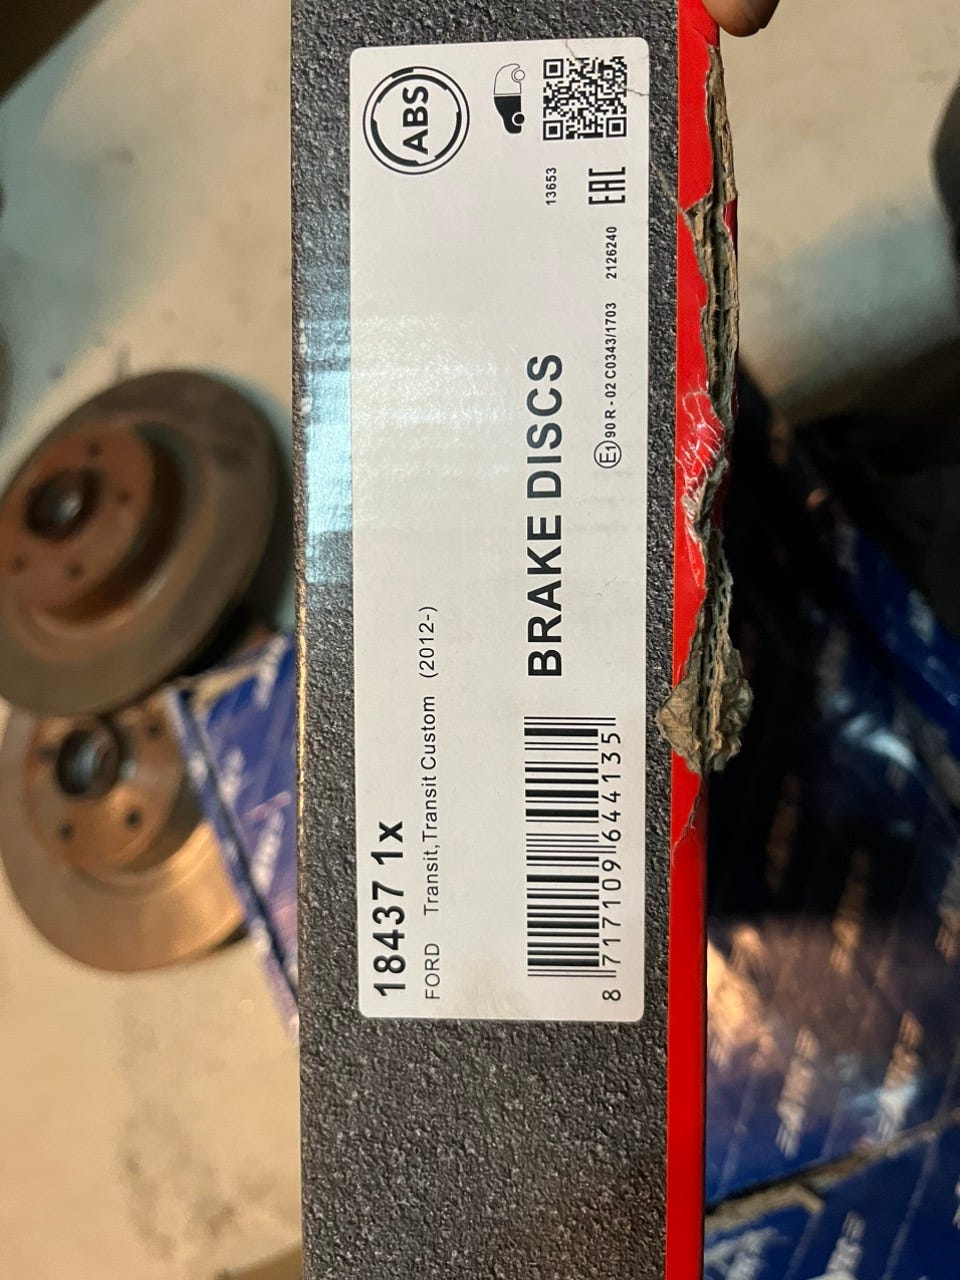 ABS
18437 1x
FORD Transit,Transit Custom (2012-)
BRAKE DISCS
13653
EAC
E1 90 R - 02 C0343/1703 2126240
8 717109 644135